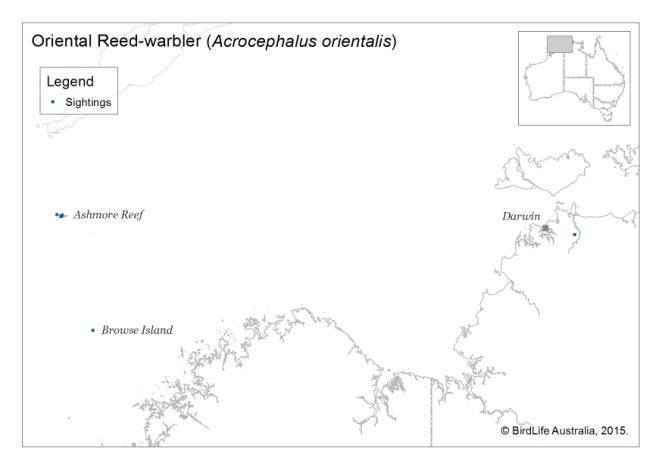 Oriental Reed-warbler (Acrocephalus orientalis)
Legend
Sightings
Ashmore Reef
Darwin
Browse Island
© BirdLife Australia, 2015.